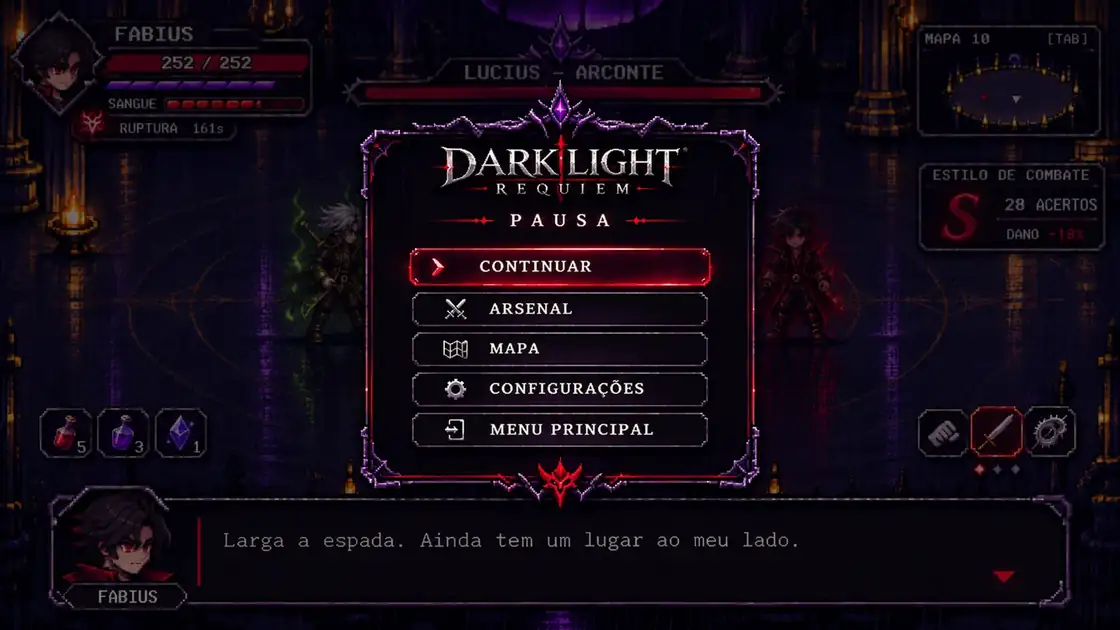 FABIUS
252 / 252
SANGUE
RUPTURA 161s
LUCIUS – ARCONTE
MAPA 10 [TAB]
ESTILO DE COMBATE
S
28 ACERTOS
DANO +18%
DARK LIGHT
REQUIEM
PAUSA
CONTINUAR
ARSENAL
MAPA
CONFIGURAÇÕES
MENU PRINCIPAL
5
3
1
Larga a espada. Ainda tem um lugar ao meu lado.
FABIUS